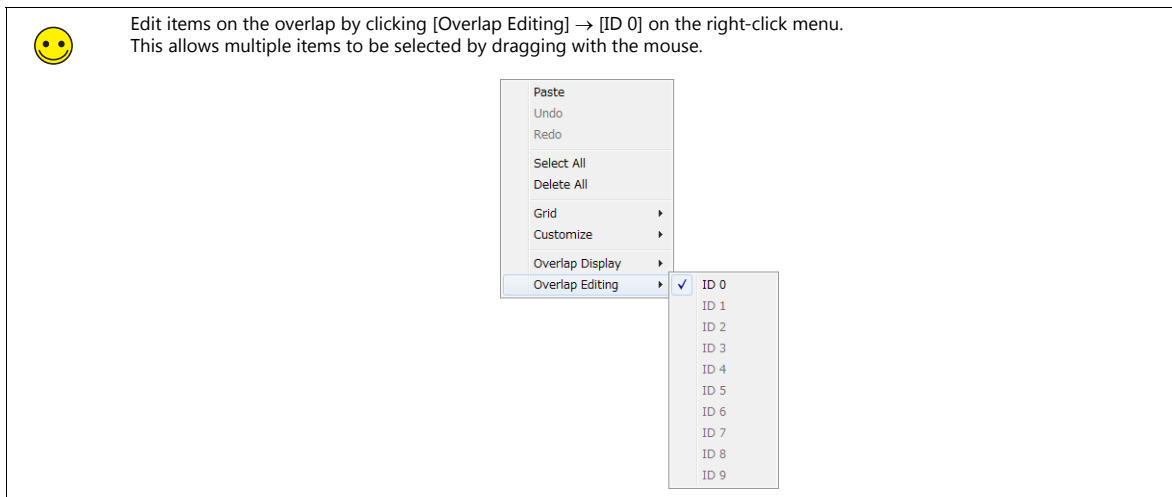 Edit items on the overlap by clicking [Overlap Editing] → [ID 0] on the right-click menu.
This allows multiple items to be selected by dragging with the mouse.
Paste
Undo
Redo
Select All
Delete All
Grid
Customize
Overlap Display
Overlap Editing
ID 0
ID 1
ID 2
ID 3
ID 4
ID 5
ID 6
ID 7
ID 8
ID 9